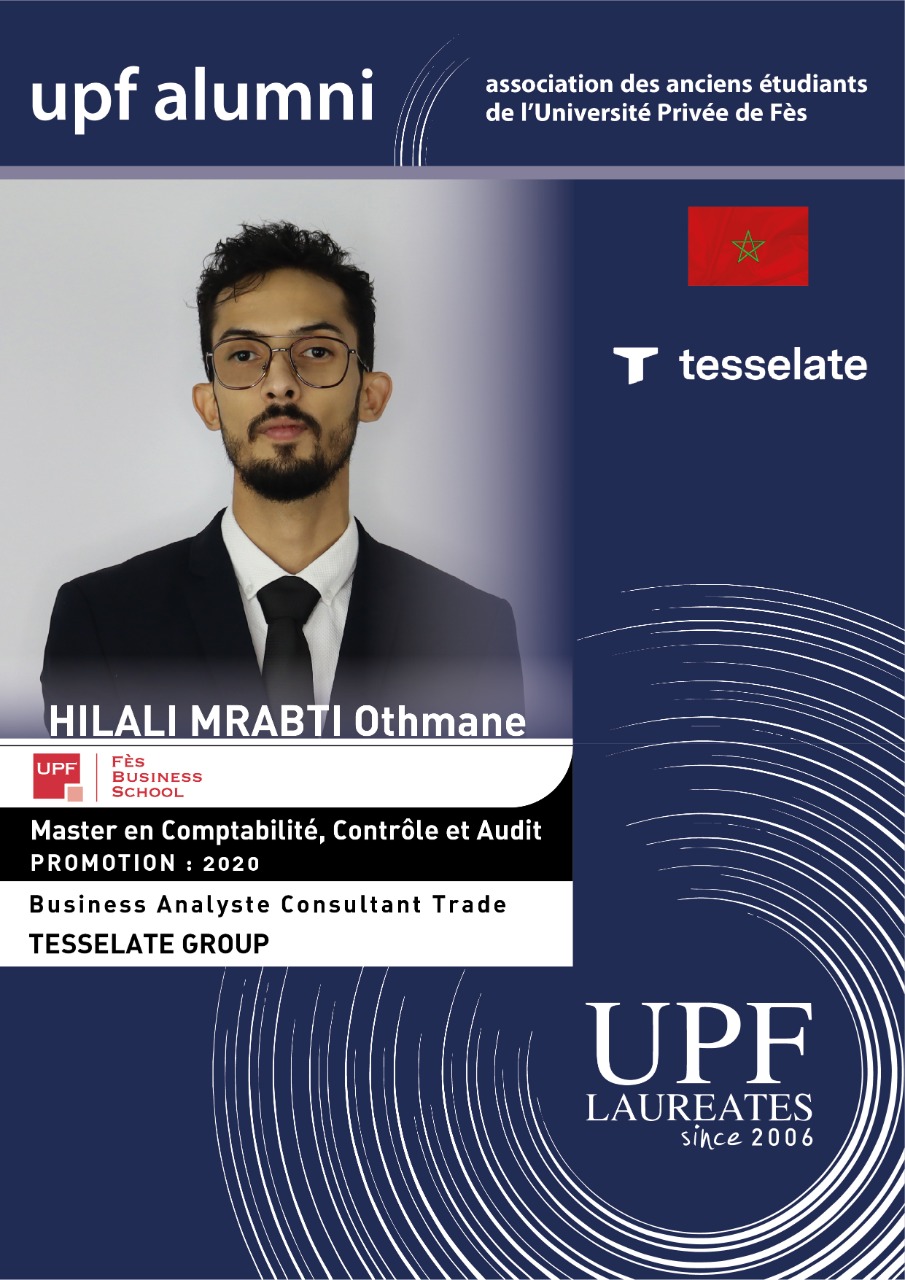 upf alumni
association des anciens étudiants
de l'Université Privée de Fès
tesselate
HILALI MRABTI Othmane
UPF
FÈS
BUSINESS
SCHOOL
Master en Comptabilité, Contrôle et Audit
PROMOTION : 2020
Business Analyste Consultant Trade
TESSELATE GROUP
UPF
LAUREATES
since 2006